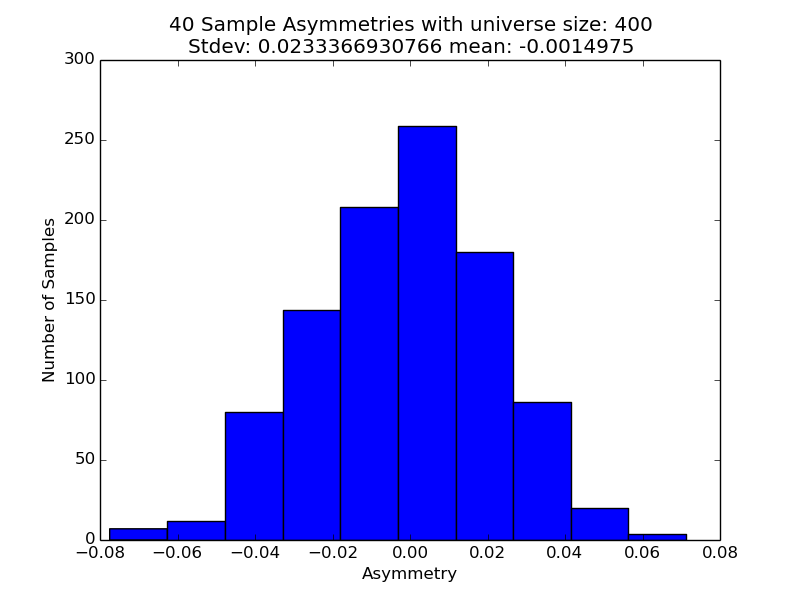 40 Sample Asymmetries with universe size: 400
Stdev: 0.0233366930766 mean: -0.0014975
300
250
200
150
100
50
0
Number of Samples
−0.08 −0.06 −0.04 −0.02 0.00 0.02 0.04 0.06 0.08
Asymmetry